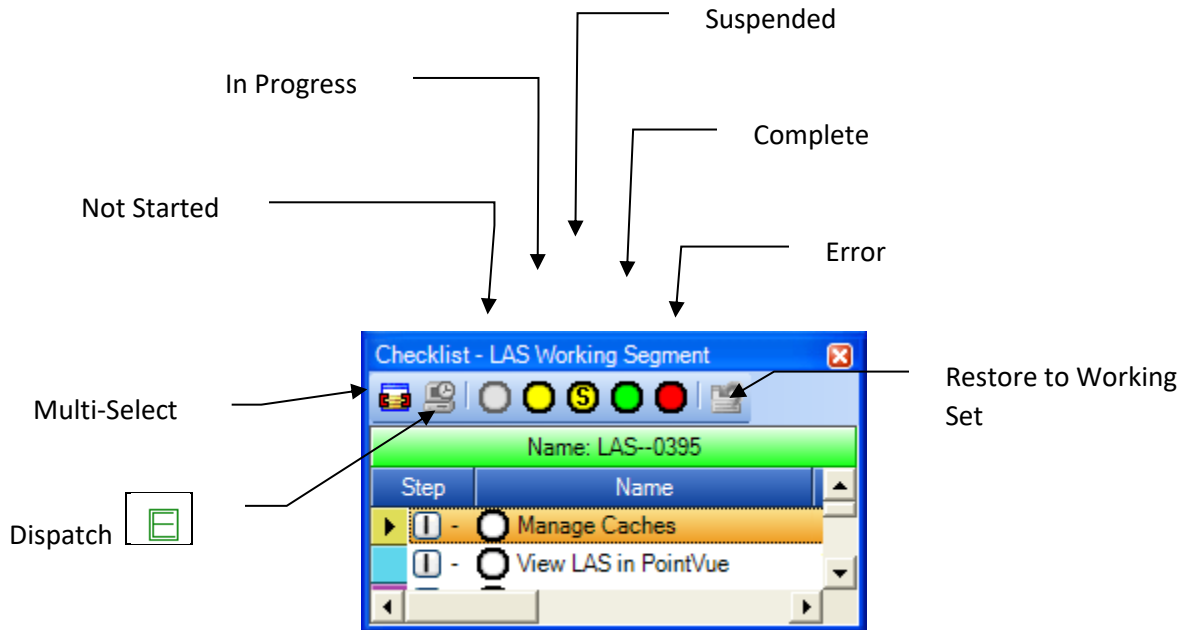 Suspended
In Progress
Complete
Not Started
Error
Checklist - LAS Working Segment
S
Restore to Working
Set
Multi-Select
Name: LAS--0395
Step Name
Dispatch E
I - Manage Caches
I - View LAS in PointVue